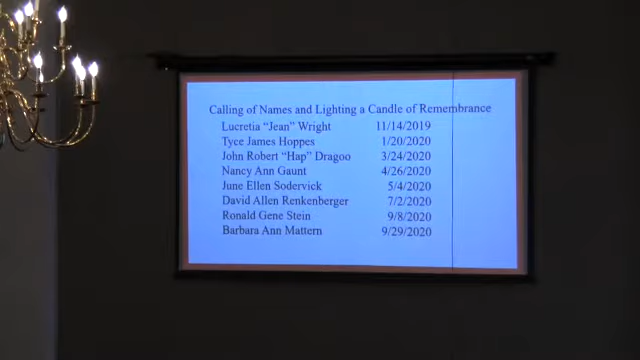 Calling of Names and Lighting a Candle of Remembrance
Lucretia “Jean” Wright 11/14/2019
Tyce James Hoppes 1/20/2020
John Robert “Hap” Dragoo 3/24/2020
Nancy Ann Gaunt 4/26/2020
June Ellen Sodervick 5/4/2020
David Allen Renkenberger 7/2/2020
Ronald Gene Stein 9/8/2020
Barbara Ann Mattern 9/29/2020